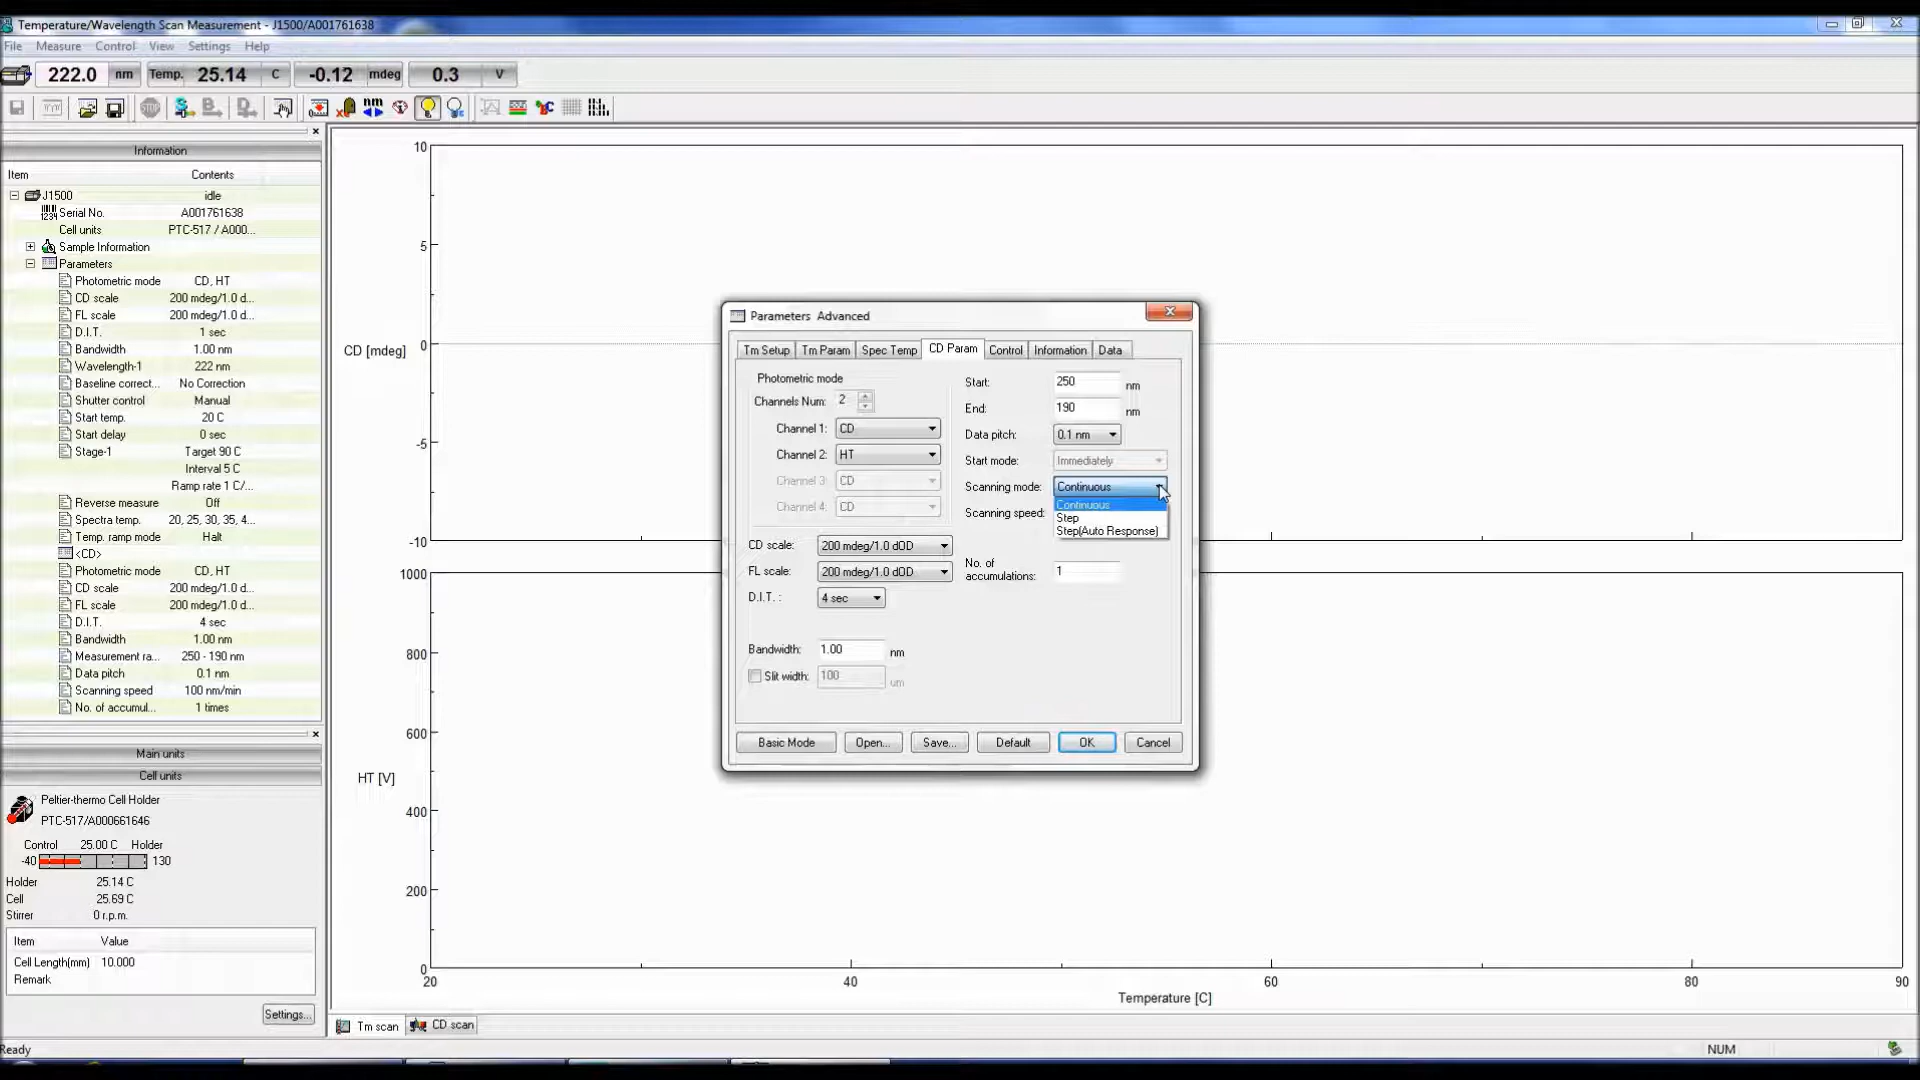 Temperature/Wavelength Scan Measurement - J1500/A001761638
File Measure Control View Settings Help
222.0 nm Temp. 25.14 C -0.12 mdeg 0.3 V
Information
Item Contents
J1500 idle
Serial No. A001761638
Cell units PTC-517 / A000...
Sample Information
Parameters
Photometric mode CD, HT
CD scale 200 mdeg/1.0 d...
FL scale 200 mdeg/1.0 d...
D.I.T. 1 sec
Bandwidth 1.00 nm
Wavelength-1 222 nm
Baseline correct... No Correction
Shutter control Manual
Start temp. 20 C
Start delay 0 sec
Stage-1 Target 90 C
Interval 5 C
Ramp rate 1 C/...
Reverse measure Off
Spectra temp. 20, 25, 30, 35, 4...
Temp. ramp mode Halt
<CD>
Photometric mode CD, HT
CD scale 200 mdeg/1.0 d...
FL scale 200 mdeg/1.0 d...
D.I.T. 4 sec
Bandwidth 1.00 nm
Measurement ra... 250 - 190 nm
Data pitch 0.1 nm
Scanning speed 100 nm/min
No. of accumul... 1 times
Main units
Cell units
Peltier-thermo Cell Holder
PTC-517/A000661646
Control 25.00 C Holder
-40 130
Holder 25.14 C
Cell 25.69 C
Stirrer 0 r.p.m.
Item Value
Cell Length(mm) 10.000
Remark
Settings...
10
5
CD [mdeg] 0
-5
-10
1000
800
600
HT [V]
400
200
0
20 40 60 80 90
Temperature [C]
Tm scan CD scan
Parameters Advanced
Tm Setup Tm Param Spec Temp CD Param Control Information Data
Photometric mode
Channels Num: 2
Channel 1: CD
Channel 2: HT
Channel 3: CD
Channel 4: CD
CD scale: 200 mdeg/1.0 dOD
FL scale: 200 mdeg/1.0 dOD
D.I.T. : 4 sec
Bandwidth: 1.00 nm
Slit width: 100 um
Start: 250 nm
End: 190 nm
Data pitch: 0.1 nm
Start mode: Immediately
Scanning mode: Continuous
Continuous
Step
Step(Auto Response)
Scanning speed:
No. of
accumulations: 1
Basic Mode Open... Save... Default OK Cancel
Ready NUM